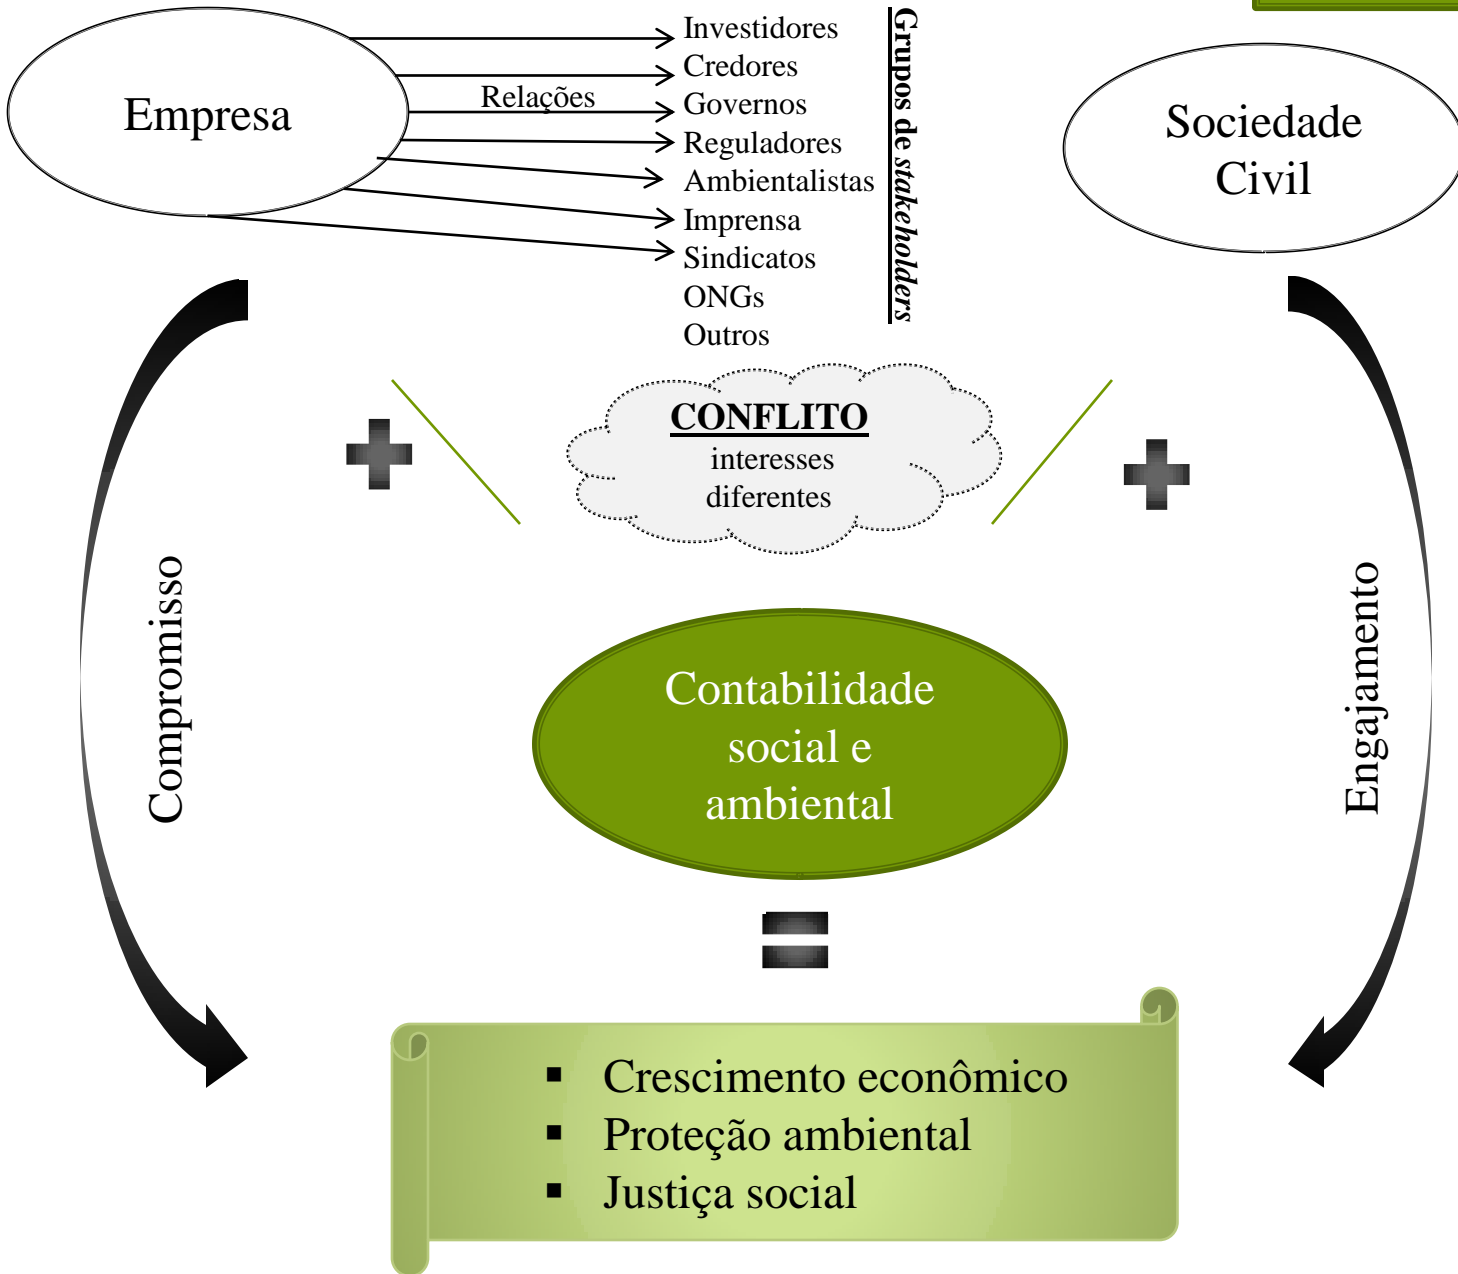 Empresa
Relações
Investidores
Credores
Governos
Reguladores
Ambientalistas
Imprensa
Sindicatos
ONGs
Outros
Grupos de stakeholders
Sociedade
Civil
CONFLITO
interesses
diferentes
Compromisso
Contabilidade
social e
ambiental
Engajamento
▪ Crescimento econômico
▪ Proteção ambiental
▪ Justiça social